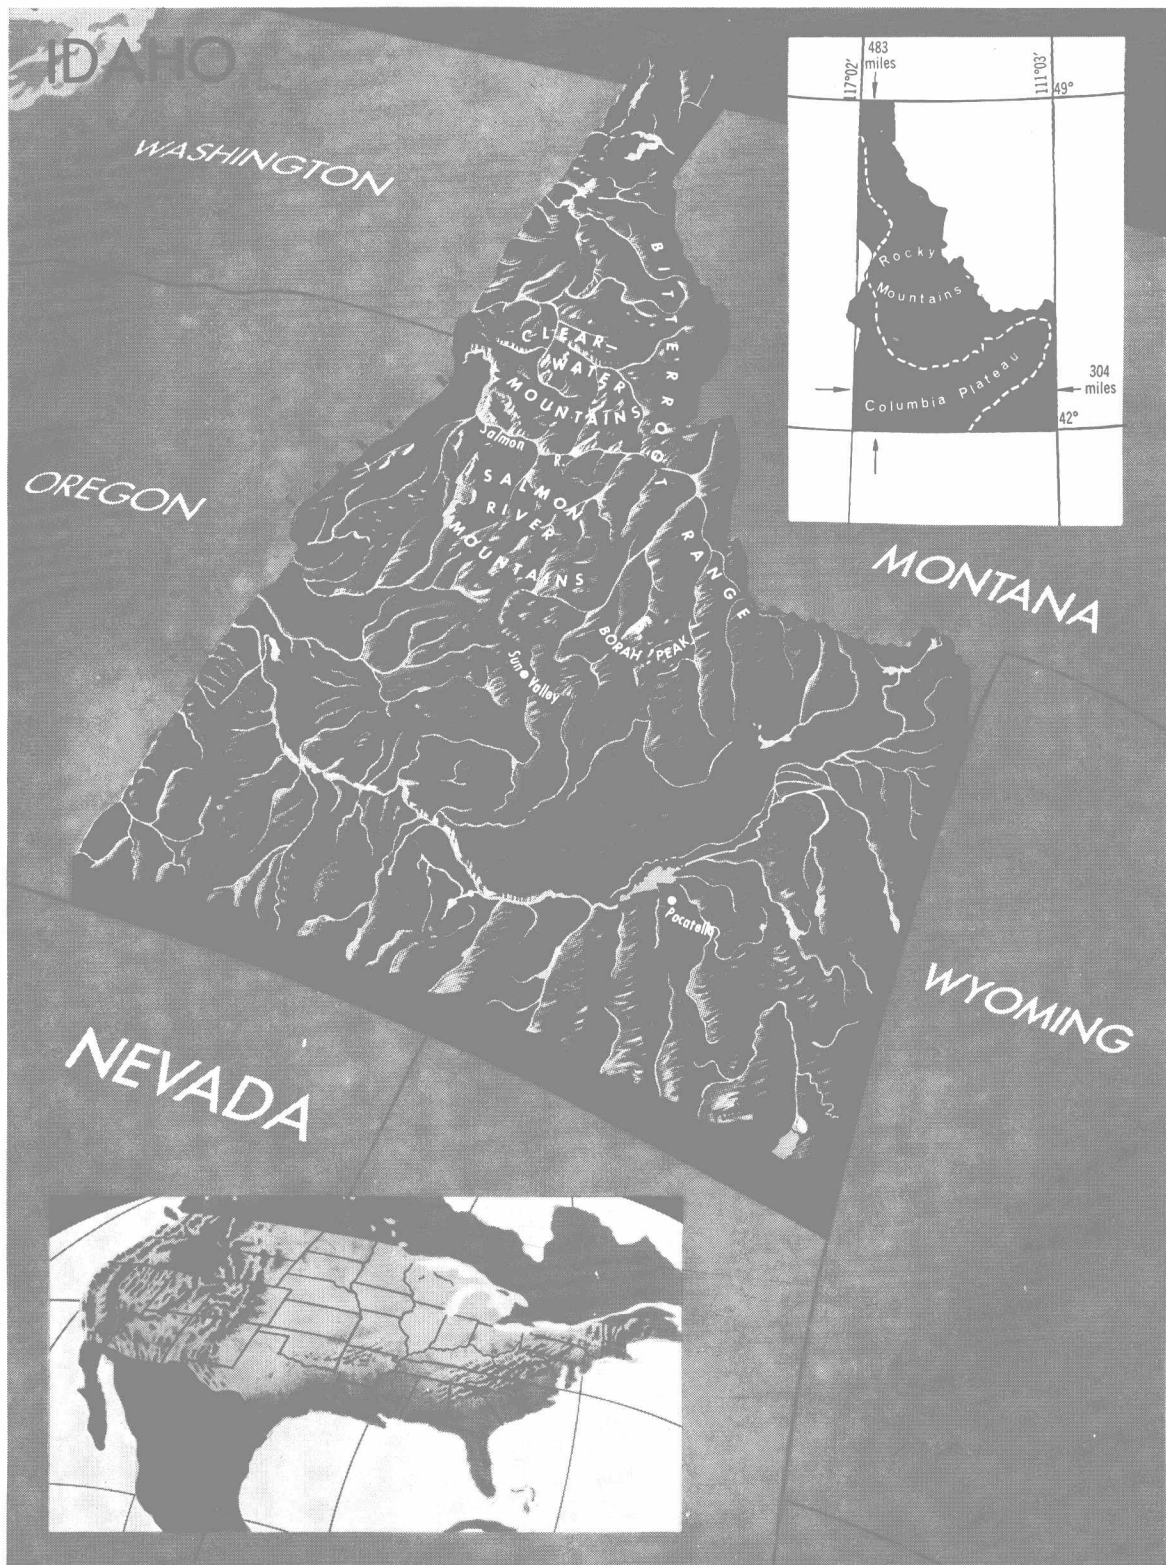 IDAHO
WASHINGTON
OREGON
NEVADA
MONTANA
WYOMING
BITTERROOT RANGE
CLEAR-
WATER
MOUNTAINS
Salmon R.
SALMON
RIVER
MOUNTAINS
BORAH PEAK
Sun Valley
Pocatello
483
miles
117°02'
111°03'
49°
Rocky
Mountains
Columbia Plateau
304
miles
42°